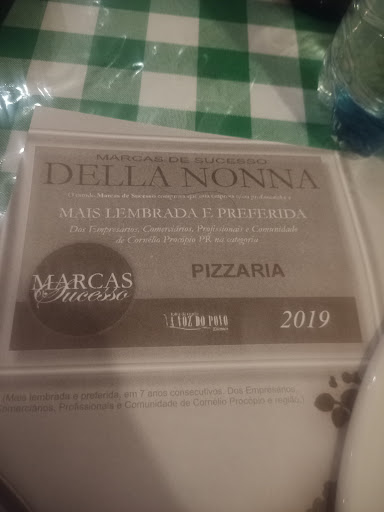 MARCAS DE SUCESSO
DELLA NONNA
Marcas de Sucesso
MAIS LEMBRADA E PREFERIDA
Dos Empresários, Comerciários, Profissionais e Comunidade
de Cornélio Procópio PR na categoria
PIZZARIA
MARCAS
&Sucesso
A VOZ DO POVO
2019
(Mais lembrada e preferida, em 7 anos consecutivos. Dos Empresários,
Comerciários, Profissionais e Comunidade de Cornélio Procópio e região.)